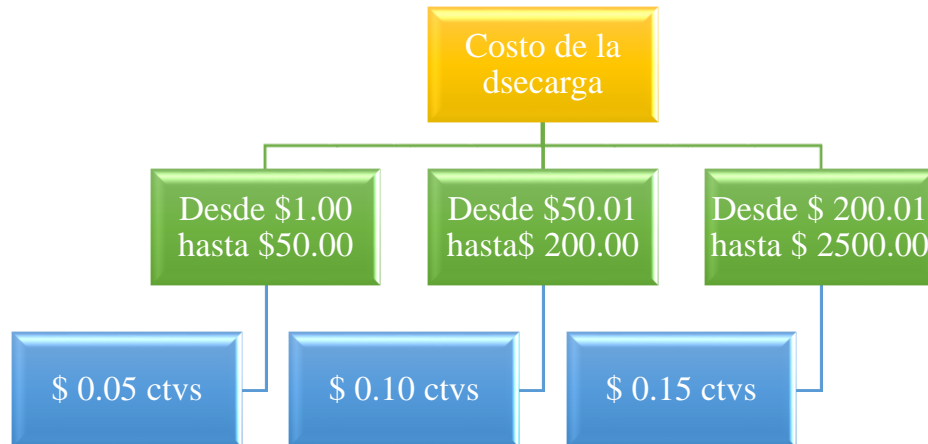 Costo de la
dsecarga
Desde $1.00
hasta $50.00
Desde $50.01
hasta$ 200.00
Desde $ 200.01
hasta $ 2500.00
$ 0.05 ctvs
$ 0.10 ctvs
$ 0.15 ctvs